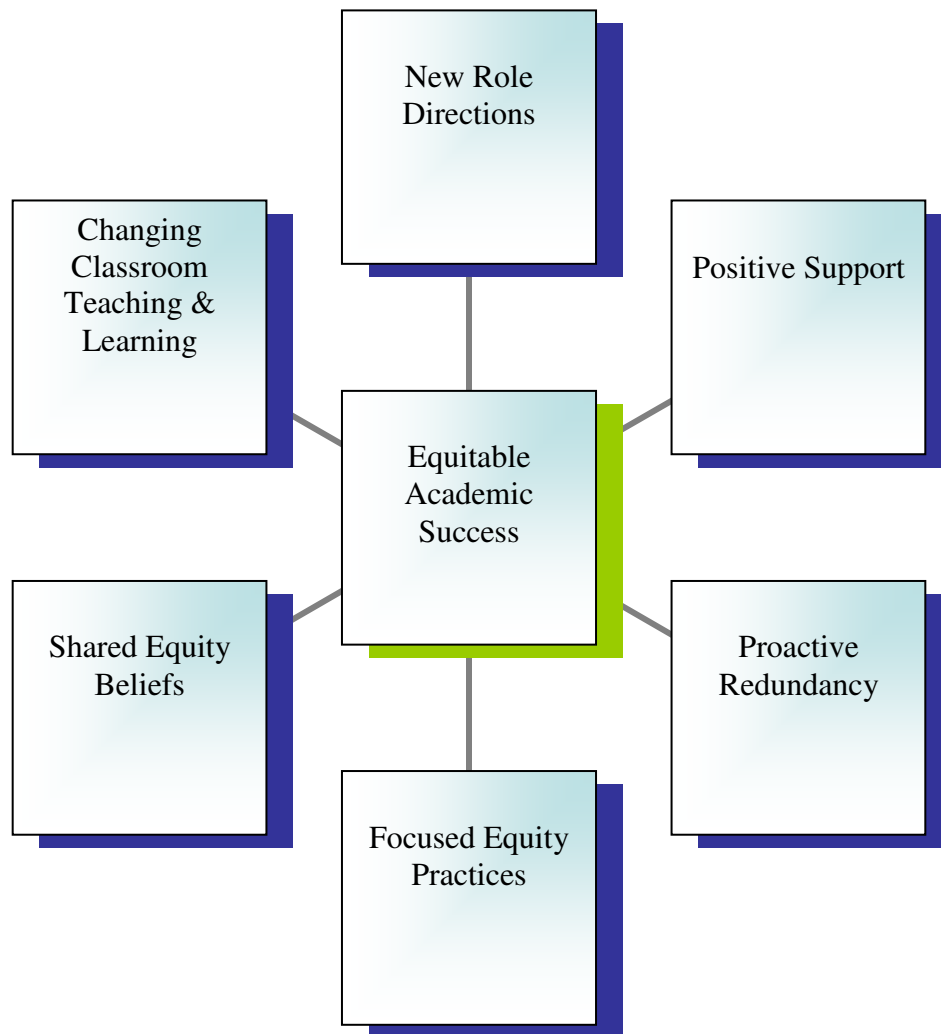 New Role
Directions
Changing
Classroom
Teaching &
Learning
Positive Support
Equitable
Academic
Success
Shared Equity
Beliefs
Proactive
Redundancy
Focused Equity
Practices